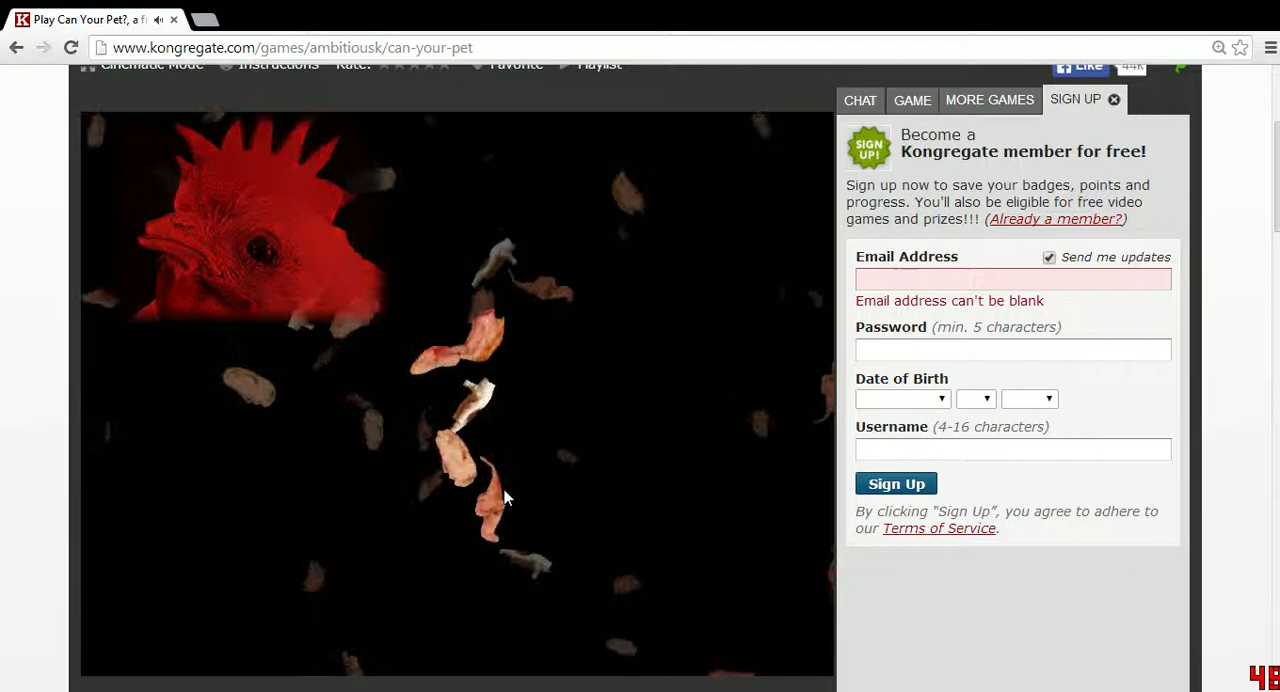 K Play Can Your Pet?, a f
www.kongregate.com/games/ambitiousk/can-your-pet
Cinematic Mode Instructions Rate: Favorite Playlist
Like 44K
CHAT GAME MORE GAMES SIGN UP
SIGN UP!
Become a
Kongregate member for free!
Sign up now to save your badges, points and
progress. You'll also be eligible for free video
games and prizes!!! (Already a member?)
Email Address Send me updates
Email address can't be blank
Password (min. 5 characters)
Date of Birth
Username (4-16 characters)
Sign Up
By clicking “Sign Up”, you agree to adhere to
our Terms of Service.
48